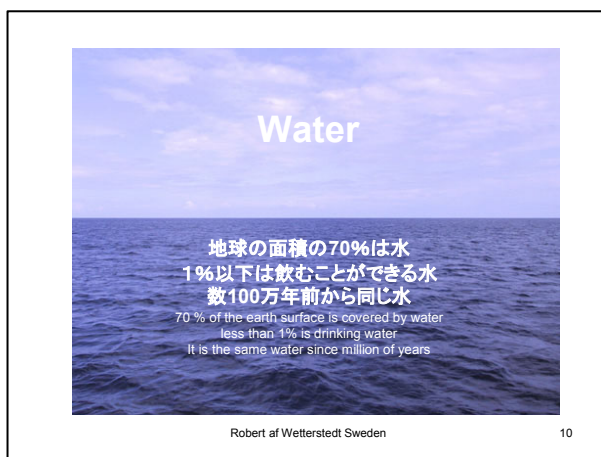 Water
地球の面積の70%は水
1%以下は飲むことができる水
数100万年前から同じ水
70 % of the earth surface is covered by water
less than 1% is drinking water
It is the same water since million of years
Robert af Wetterstedt Sweden
10